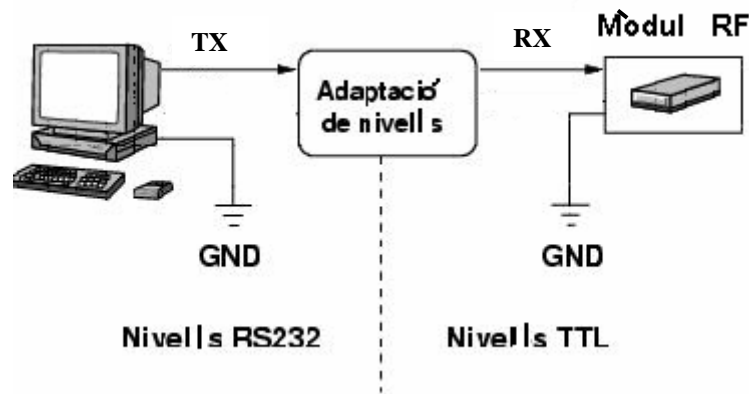 TX
RX
Mòdul RF
Adaptació
de nivells
GND
GND
Nivells RS232
Nivells TTL